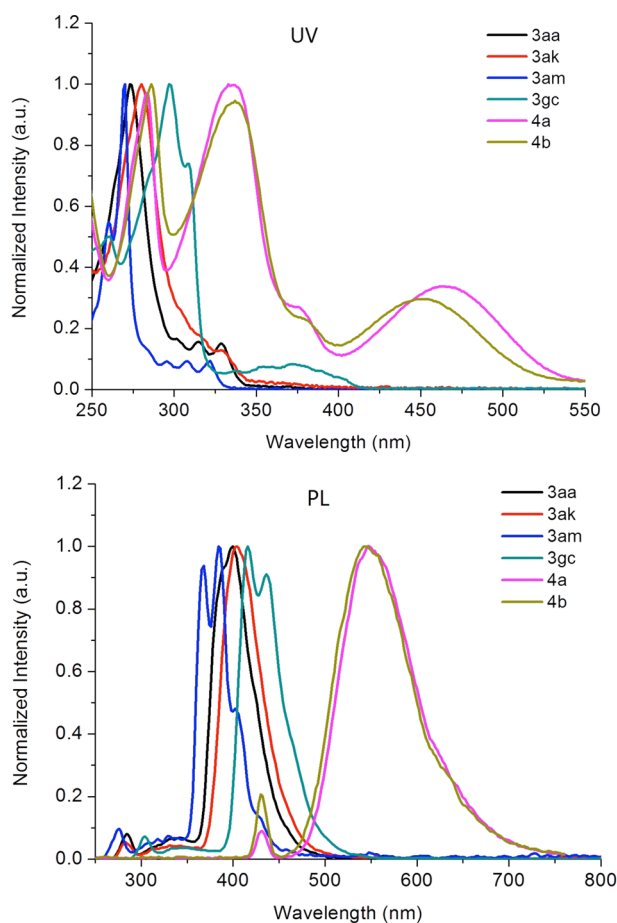 UV
3aa
3ak
3am
3gc
4a
4b
Normalized Intensity (a.u.)
1.2
1.0
0.8
0.6
0.4
0.2
0.0
250 300 350 400 450 500 550
Wavelength (nm)
PL
3aa
3ak
3am
3gc
4a
4b
Normalized Intensity (a.u.)
1.2
1.0
0.8
0.6
0.4
0.2
0.0
300 400 500 600 700 800
Wavelength (nm)